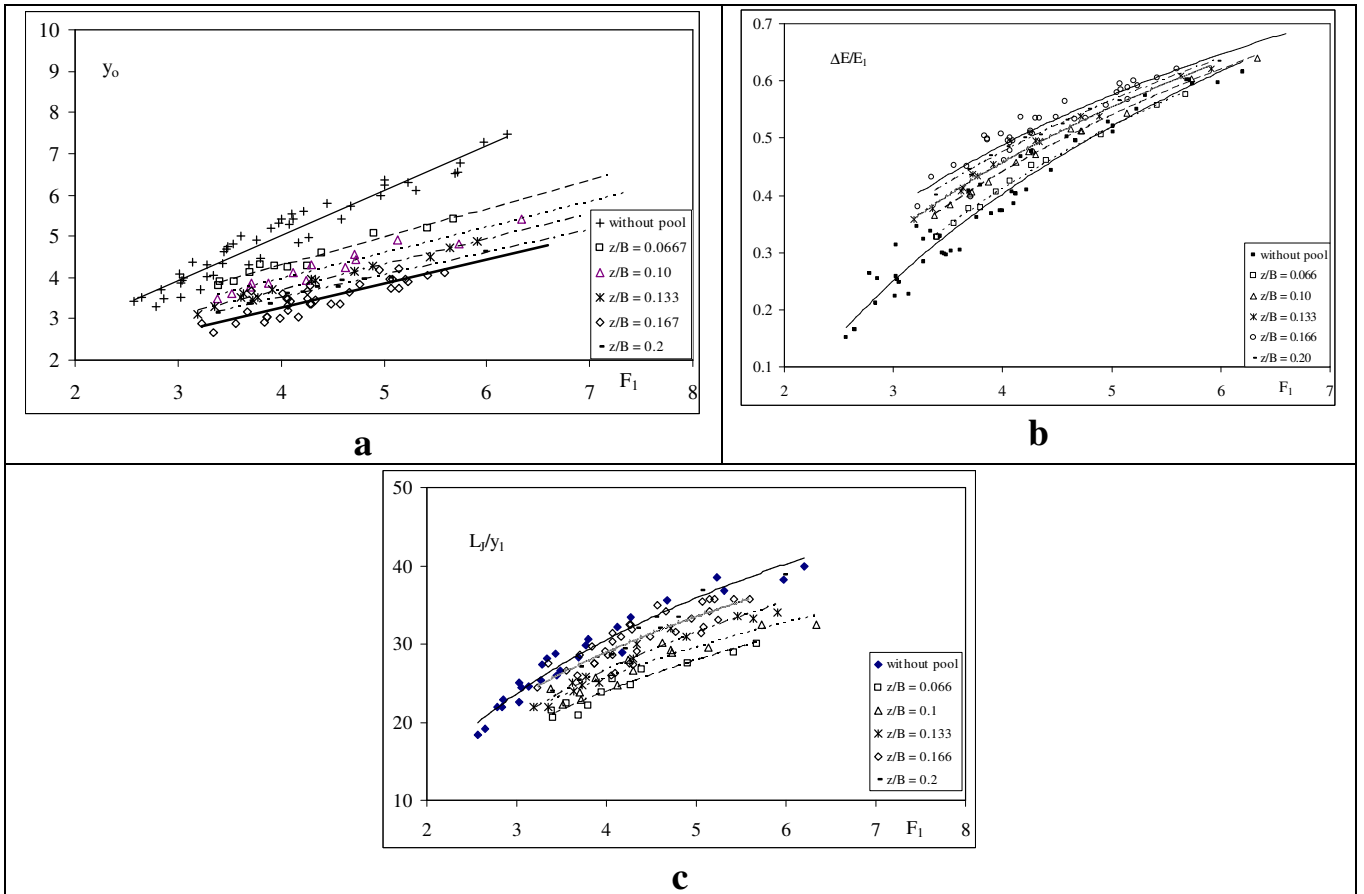 10
9
8
7
6
5
4
3
2
yo
2
3
4
5
6
7
8
F1
without pool
z/B = 0.0667
z/B = 0.10
z/B = 0.133
z/B = 0.167
z/B = 0.2
a
0.7
0.6
0.5
0.4
0.3
0.2
0.1
ΔE/E1
2
3
4
5
6
7
F1
without pool
z/B = 0.066
z/B = 0.10
z/B = 0.133
z/B = 0.166
z/B = 0.20
b
50
40
30
20
10
LJ/y1
2
3
4
5
6
7
8
F1
without pool
z/B = 0.066
z/B = 0.1
z/B = 0.133
z/B = 0.166
z/B = 0.2
c